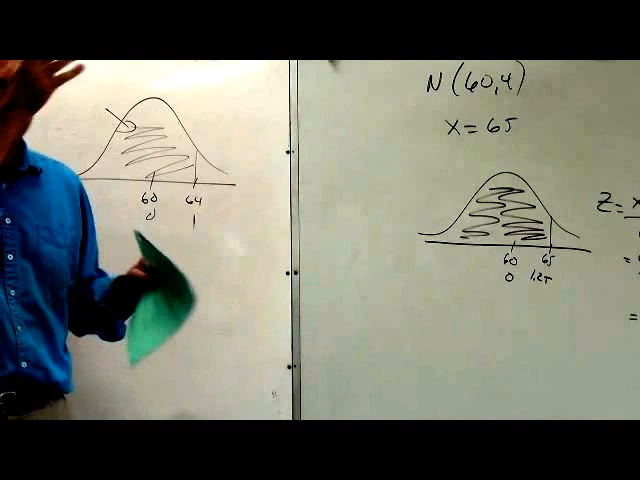 60 64
0 1
N(60,4)
x=65
60 65
0 1.25
Z = x
=
=